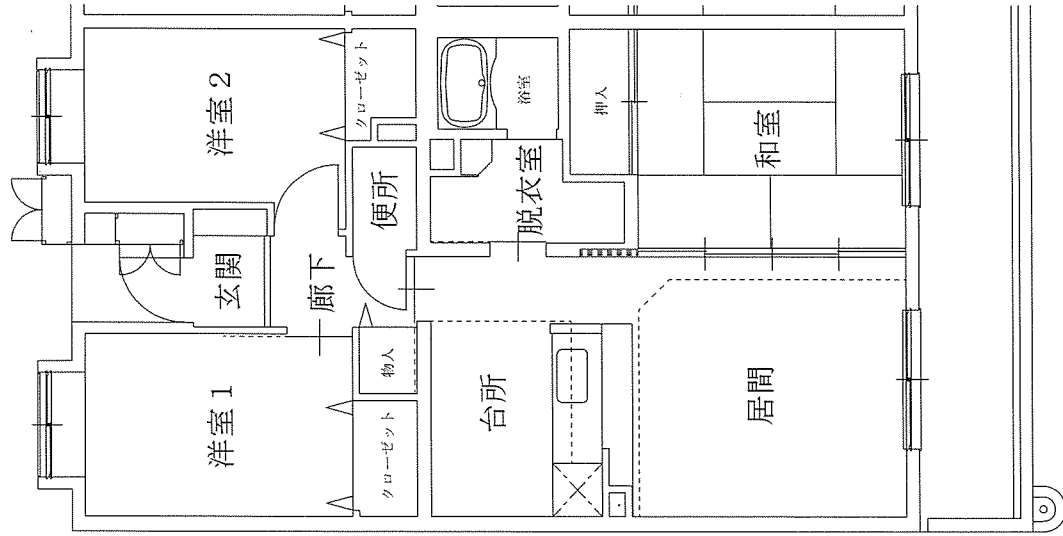 洋室2
クローゼット
浴室
押入
和室
便所
脱衣室
玄関
廊下
洋室1
物入
クローゼット
台所
居間